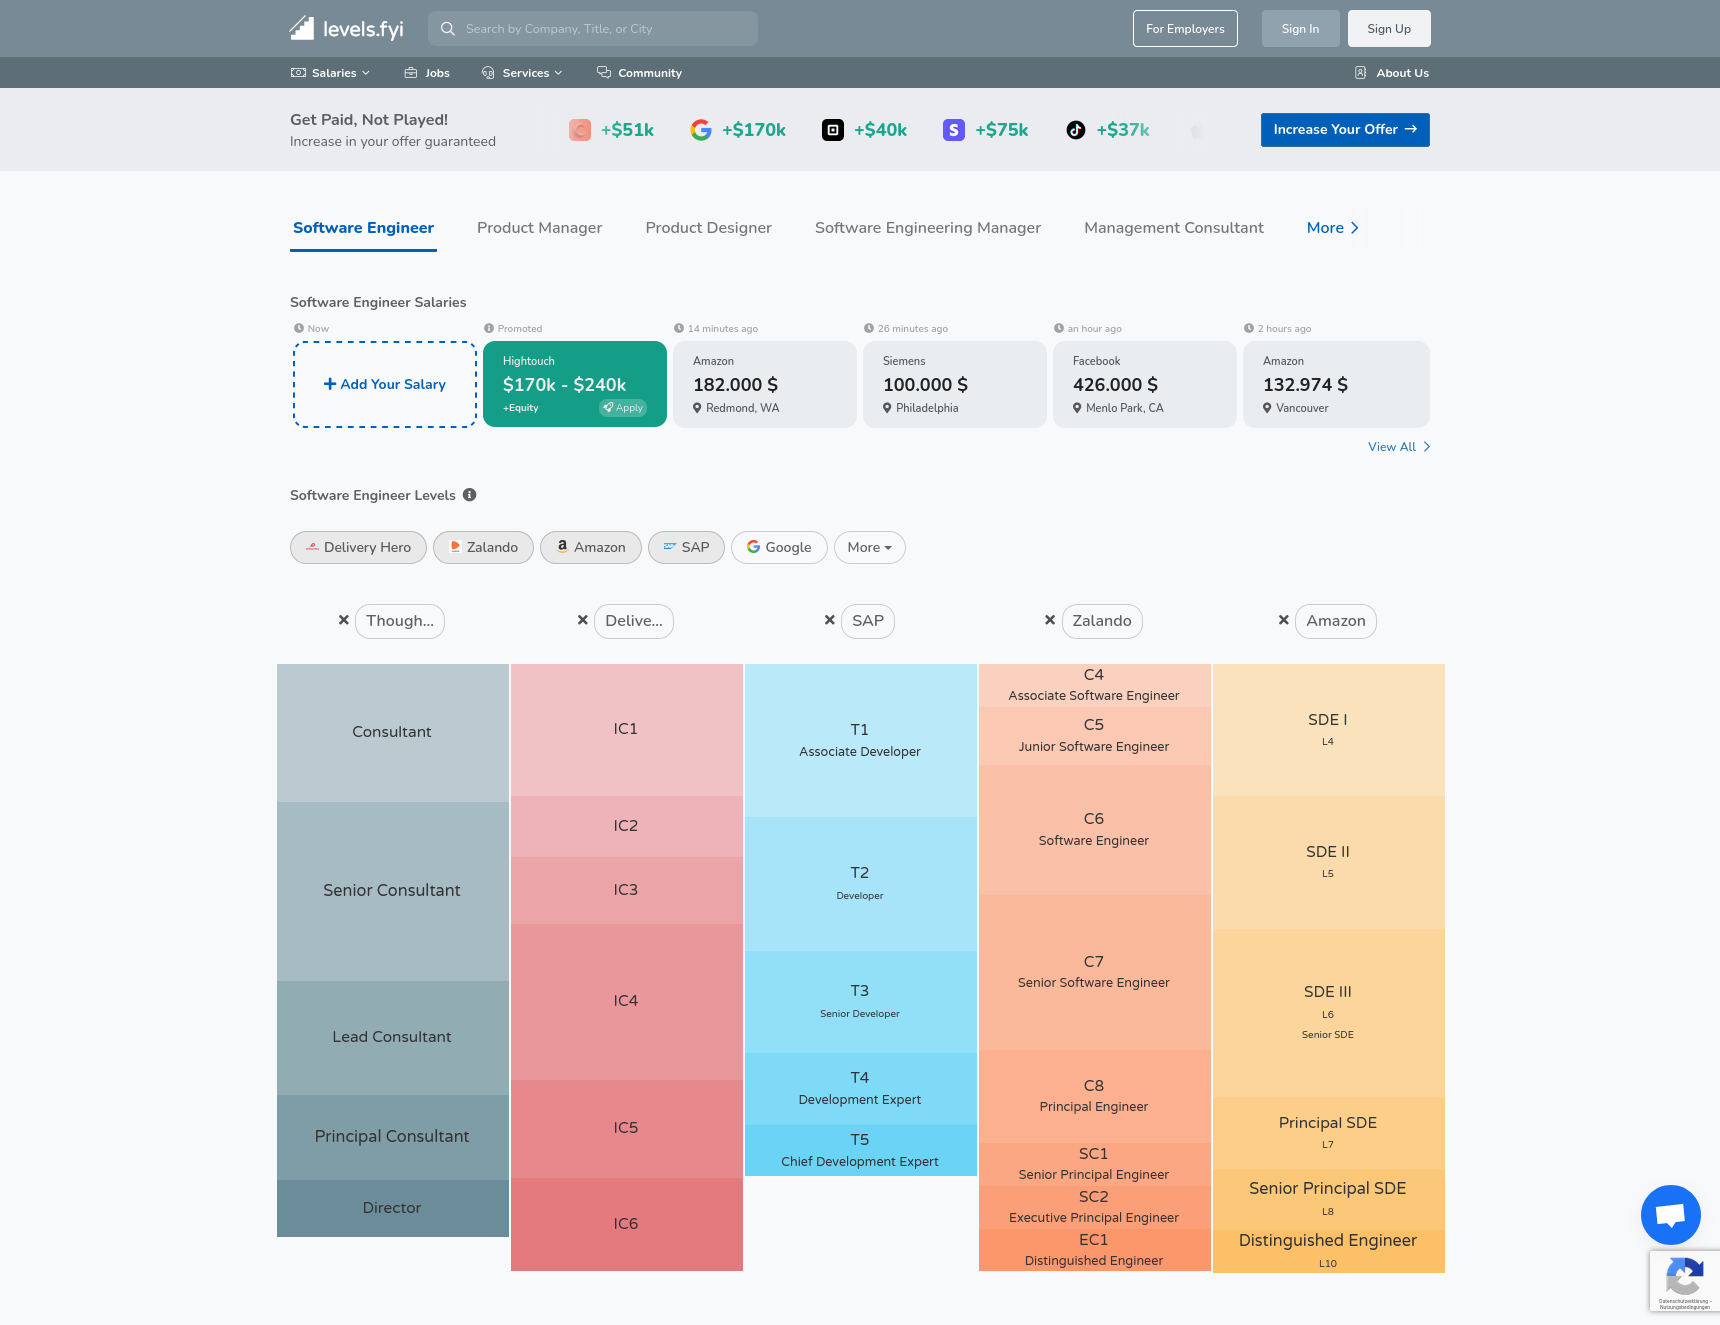 levels.fyi
Search by Company, Title, or City
For Employers
Sign In
Sign Up
Salaries
Jobs
Services
Community
About Us
Get Paid, Not Played!
Increase in your offer guaranteed
+$51k
+$170k
+$40k
+$75k
+$37k
Increase Your Offer
Software Engineer
Product Manager
Product Designer
Software Engineering Manager
Management Consultant
More
Software Engineer Salaries
Now
Promoted
14 minutes ago
26 minutes ago
an hour ago
2 hours ago
Add Your Salary
Hightouch
$170k - $240k
+Equity
Apply
Amazon
182.000 $
Redmond, WA
Siemens
100.000 $
Philadelphia
Facebook
426.000 $
Menlo Park, CA
Amazon
132.974 $
Vancouver
View All
Software Engineer Levels
Delivery Hero
Zalando
Amazon
SAP
Google
More
Though...
Delive...
SAP
Zalando
Amazon
Consultant
Senior Consultant
Lead Consultant
Principal Consultant
Director
IC1
IC2
IC3
IC4
IC5
IC6
T1
Associate Developer
T2
Developer
T3
Senior Developer
T4
Development Expert
T5
Chief Development Expert
C4
Associate Software Engineer
C5
Junior Software Engineer
C6
Software Engineer
C7
Senior Software Engineer
C8
Principal Engineer
SC1
Senior Principal Engineer
SC2
Executive Principal Engineer
EC1
Distinguished Engineer
SDE I
L4
SDE II
L5
SDE III
L6
Senior SDE
Principal SDE
L7
Senior Principal SDE
L8
Distinguished Engineer
L10
Datenschutzerklärung -
Nutzungsbedingungen